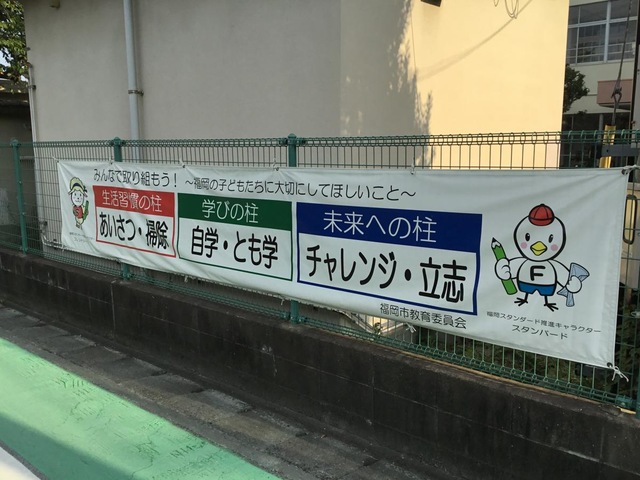 みんなで取り組もう！ ～福岡の子どもたちに大切にしてほしいこと～
生活習慣の柱
あいさつ・掃除
学びの柱
自学・とも学
未来への柱
チャレンジ・立志
福岡市教育委員会
F
福岡スタンダード推進キャラクター
スタンバード